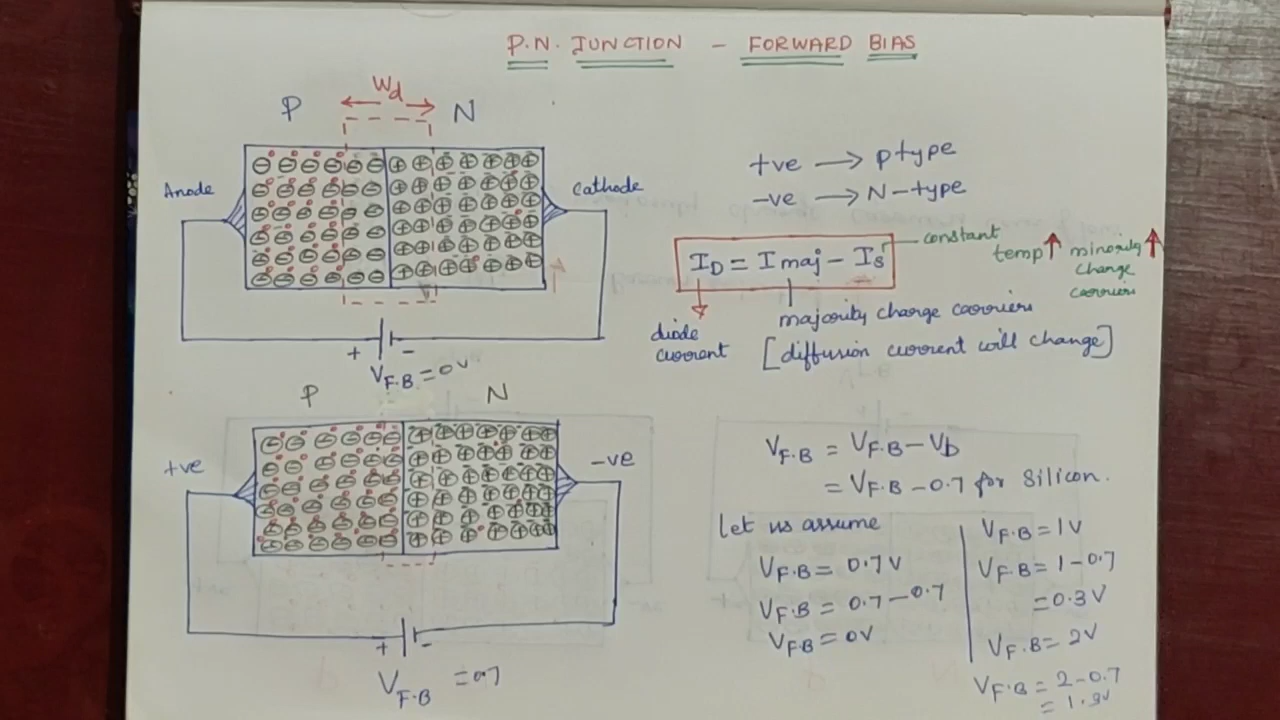 P.N. JUNCTION - FORWARD BIAS
P Wd N
Anode
Cathode
+ -
VF.B = 0V
P N
+ve
-ve
+ -
VF.B = 0.7
+ve → P type
-ve → N-type
ID = Imaj - Is
constant
temp ↑ minority ↑
change
carriers
diode
current
majority charge carriers
[diffusion current will change]
VF.B = VF.B - Vb
= VF.B - 0.7 for Silicon.
Let us assume
VF.B = 0.7V
VF.B = 0.7 - 0.7
VF.B = 0V
VF.B = 1V
VF.B = 1 - 0.7
= 0.3V
VF.B = 2V
VF.B = 2 - 0.7
= 1.3V